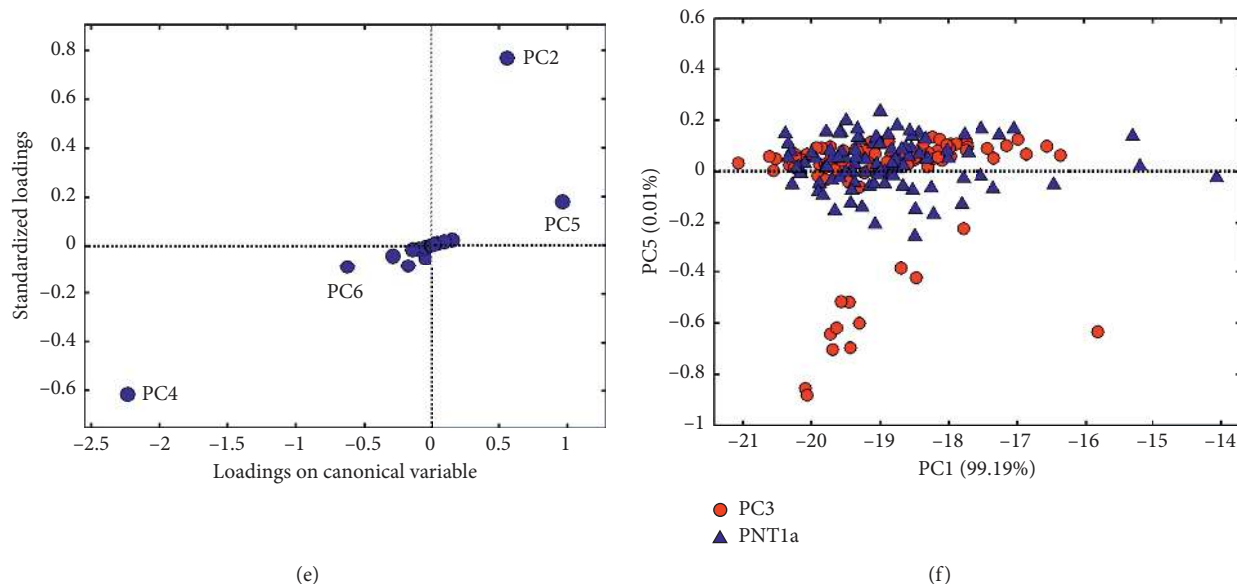 0.8
0.6
0.4
0.2
0
−0.2
−0.4
−0.6
Standardized loadings
PC2
PC5
PC6
PC4
−2.5 −2 −1.5 −1 −0.5 0 0.5 1
Loadings on canonical variable
(e)
0.6
0.4
0.2
0
−0.2
−0.4
−0.6
−0.8
−1
PC5 (0.01%)
−21 −20 −19 −18 −17 −16 −15 −14
PC1 (99.19%)
PC3
PNT1a
(f)